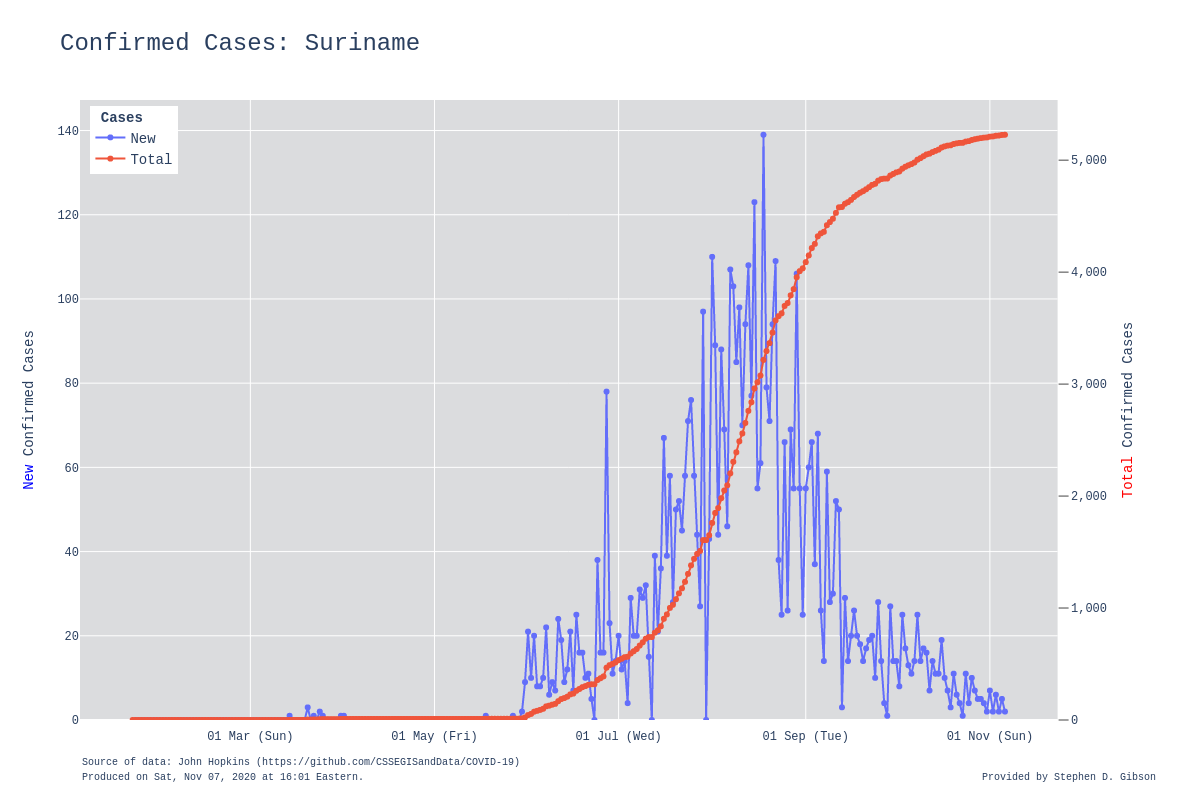 Confirmed Cases: Suriname
Cases
New
Total
140
120
100
80
60
40
20
0
5,000
4,000
3,000
2,000
1,000
0
New Confirmed Cases
Total Confirmed Cases
01 Mar (Sun)
01 May (Fri)
01 Jul (Wed)
01 Sep (Tue)
01 Nov (Sun)
Source of data: John Hopkins (https://github.com/CSSEGISandData/COVID-19)
Produced on Sat, Nov 07, 2020 at 16:01 Eastern.
Provided by Stephen D. Gibson